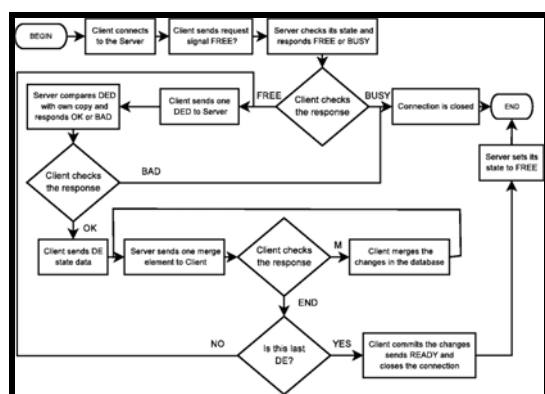 BEGIN
Client connects
to the Server
Client sends request
signal FREE?
Server checks its state and
responds FREE or BUSY
Server compares DED
with own copy and
responds OK or BAD
Client sends one
DED to Server
FREE
Client checks
the response
BUSY
Connection is closed
END
Server sets its
state to FREE
Client checks
the response
BAD
OK
Client sends DE
state data
Server sends one merge
element to Client
Client checks
the response
M
Client merges the
changes in the database
END
NO
Is this last
DE?
YES
Client commits the changes
sends READY and
closes the connection